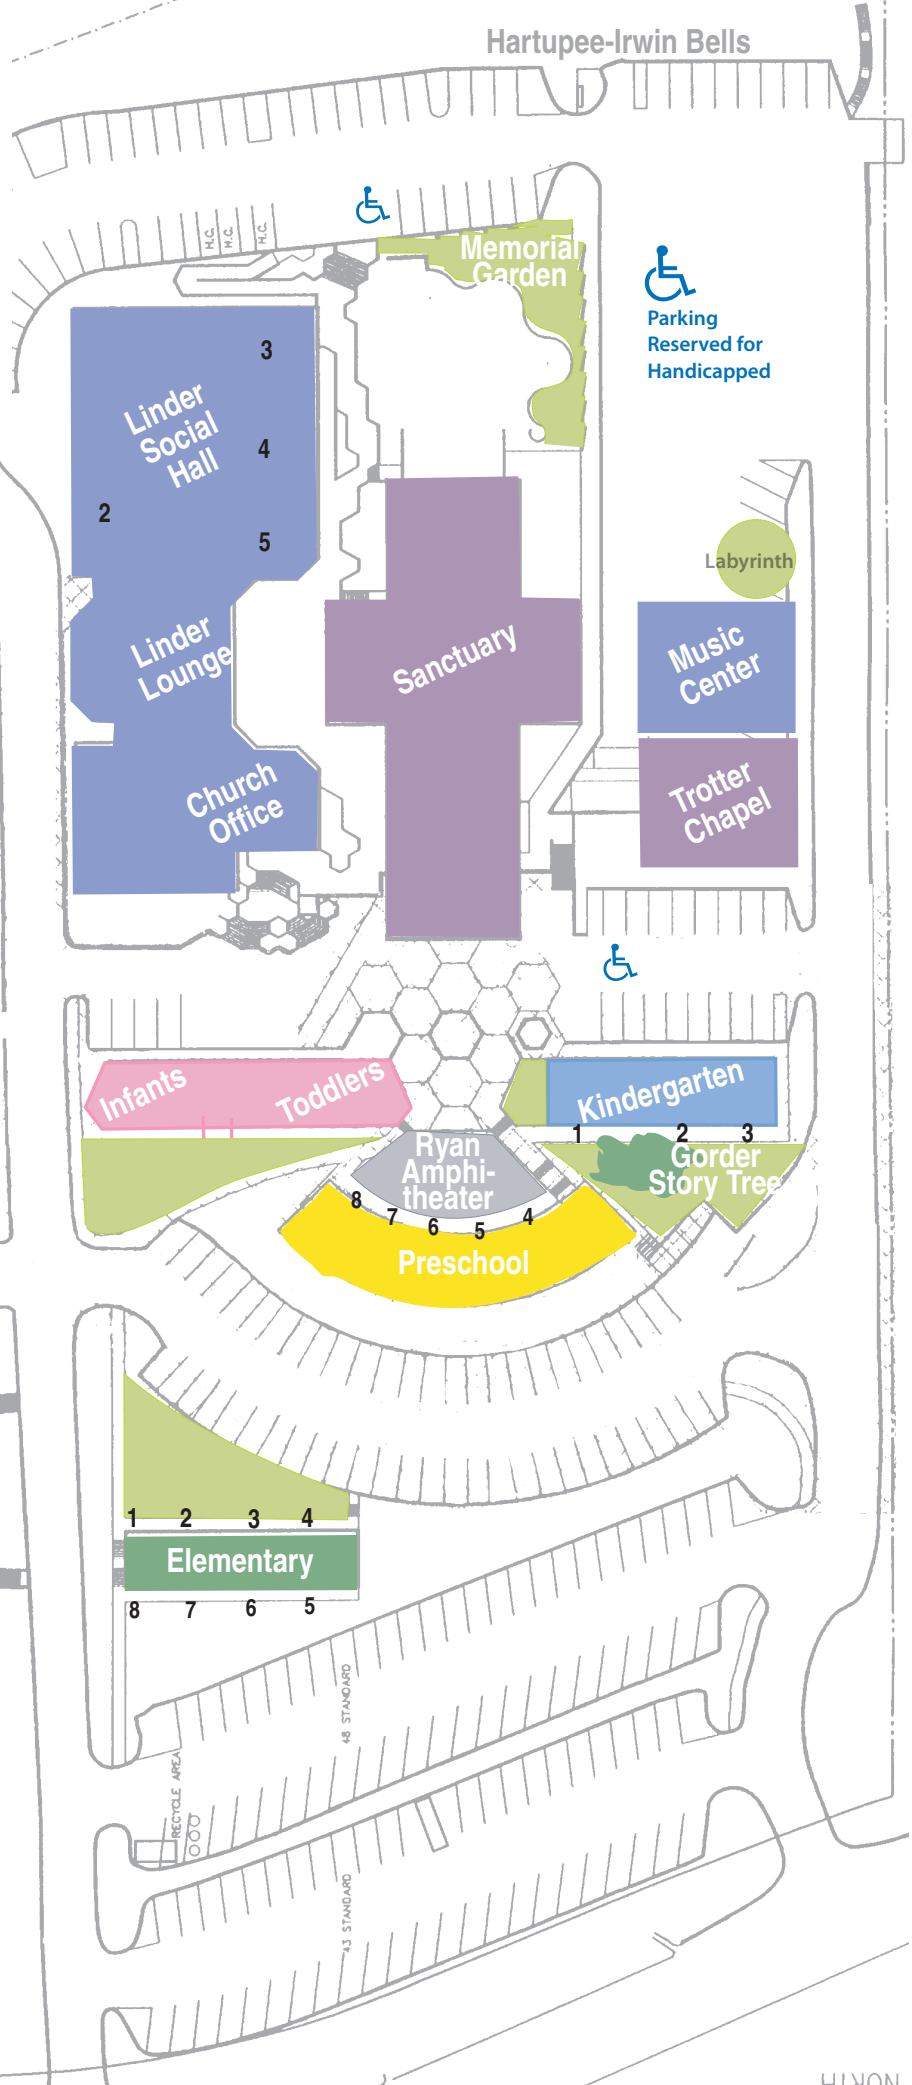 Hartupee-Irwin Bells
H.C.
H.C.
H.C.
Memorial
Garden
Parking
Reserved for
Handicapped
3
Linder
Social
Hall
4
2
5
Labyrinth
Linder
Lounge
Sanctuary
Music
Center
Church
Office
Trotter
Chapel
Infants
Toddlers
Kindergarten
1
2
3
Ryan
Amphi-
theater
Gorder
Story Tree
8
7
6
5
4
Preschool
1
2
3
4
Elementary
8
7
6
5
48 STANDARD
RECYCLE AREA
43 STANDARD